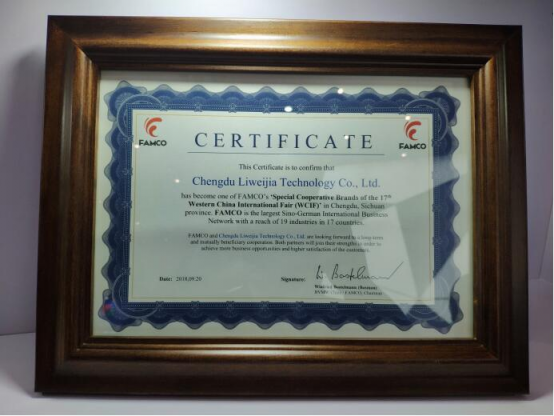 FAMCO
FAMCO
CERTIFICATE
This Certificate is to confirm that
Chengdu Liweijia Technology Co., Ltd.
has become one of FAMCO's "Special Cooperative Brands of the 17th
Western China International Fair (WCIF)" in Chengdu, Sichuan
province. FAMCO is the largest Sino-German International Business
Network with a reach of 19 industries in 17 countries.
FAMCO and Chengdu Liweijia Technology Co., Ltd. are looking forward to a long-term
and mutually beneficiary cooperation. Both partners will join their strengths in order to
achieve more business opportunities and higher satisfaction of the customers.
Date: 2018.09.20 Signature: